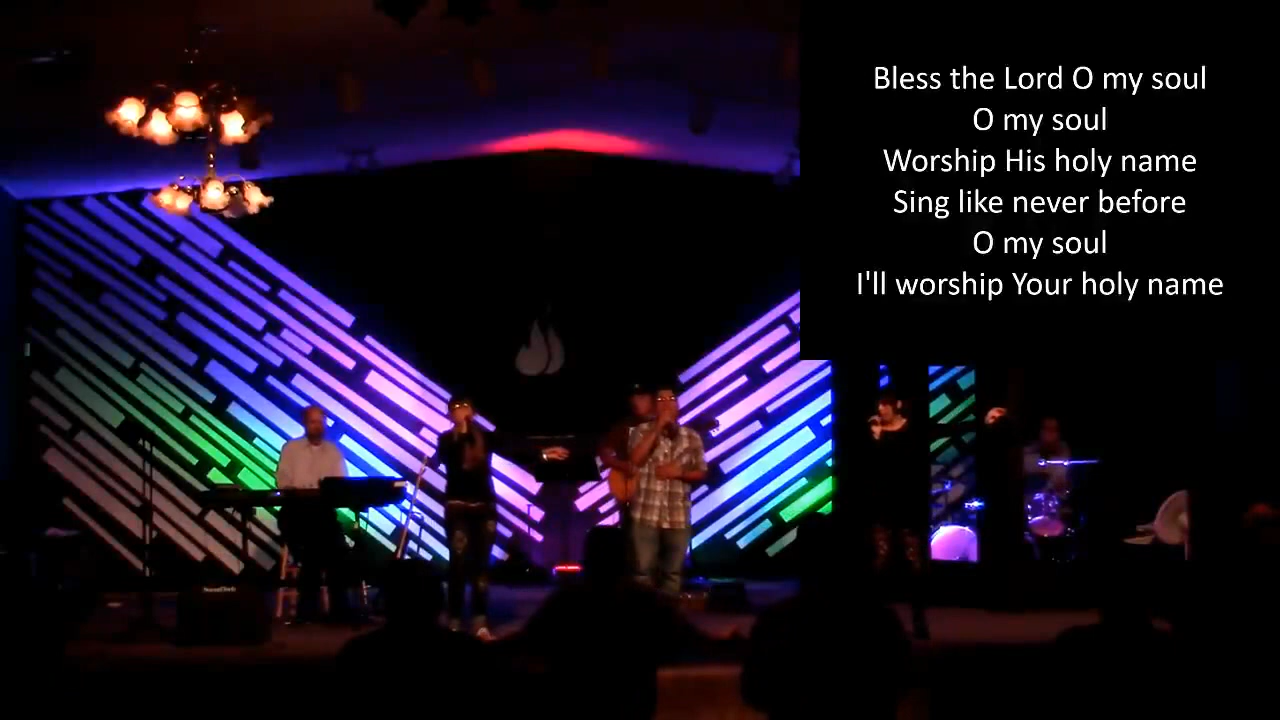 Bless the Lord O my soul
O my soul
Worship His holy name
Sing like never before
O my soul
I'll worship Your holy name